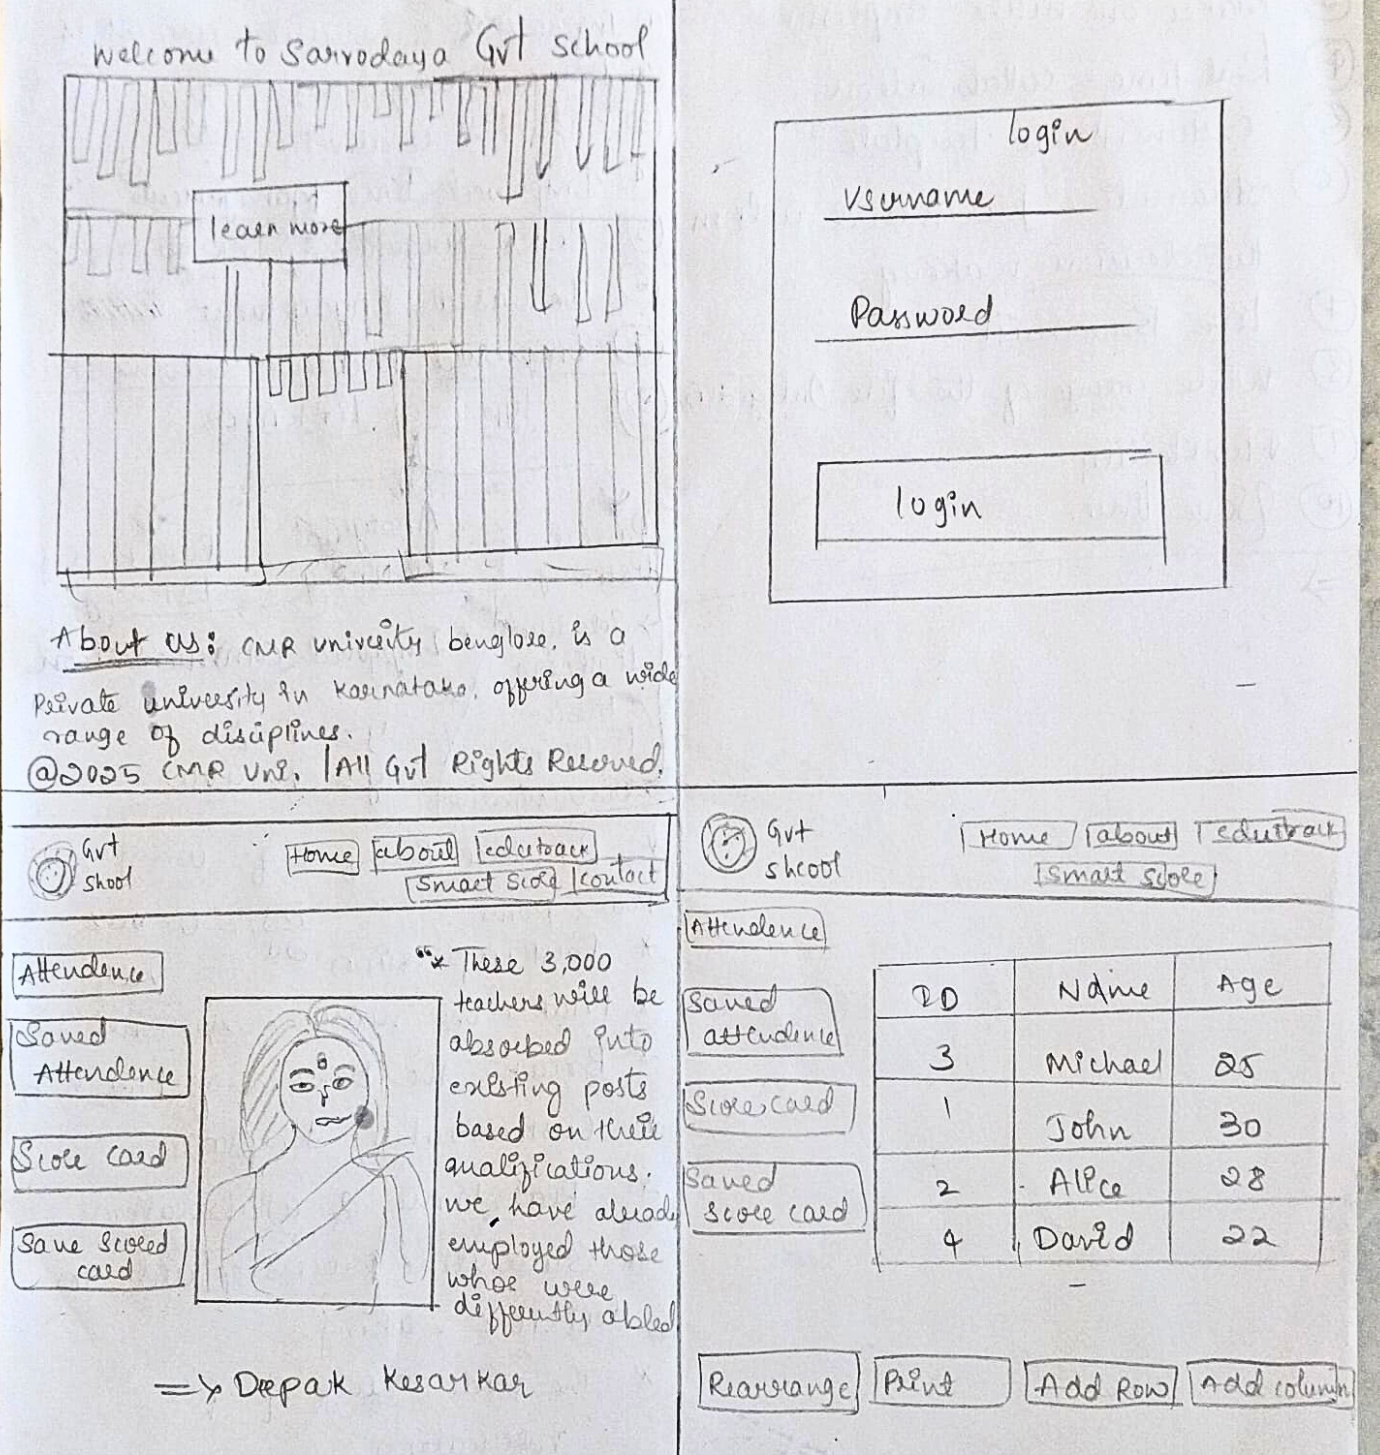 welcome to Sarvodaya Gvt school
learn more
About us: CMR univcity benglore. is a
Private university in Karnatako. offering a wide
range of disciplines.
@2025 CMR Uni. |All Gvt Rights Reserved.
login
Username
Password
login
Gvt
shool
Home about edutrack
Smart Score contact
Attendence
Saved
Attendence
Score card
Save Scored
card
“* These 3,000
teachers will be
absorbed into
existing posts
based on their
qualifications.
we, have alread
employed those
whoe were
differently abled
=> Deepak Kesarkar
Gvt
shcool
Home about edutrack
Smart Score
Attendence
Saved
attendence
Score card
Saved
Score card
ID Name Age
3 Michael 25
1 John 30
2 Alice 28
4 David 22
Rearrange Print Add Row Add column